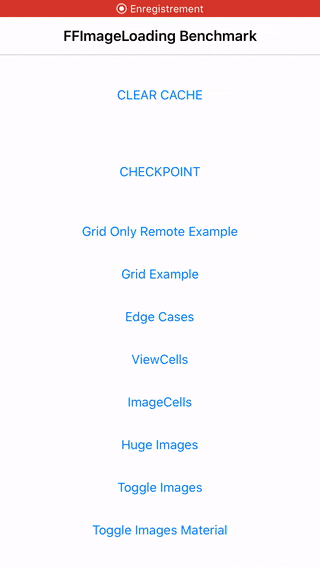 Enregistrement
FFImageLoading Benchmark
CLEAR CACHE
CHECKPOINT
Grid Only Remote Example
Grid Example
Edge Cases
ViewCells
ImageCells
Huge Images
Toggle Images
Toggle Images Material